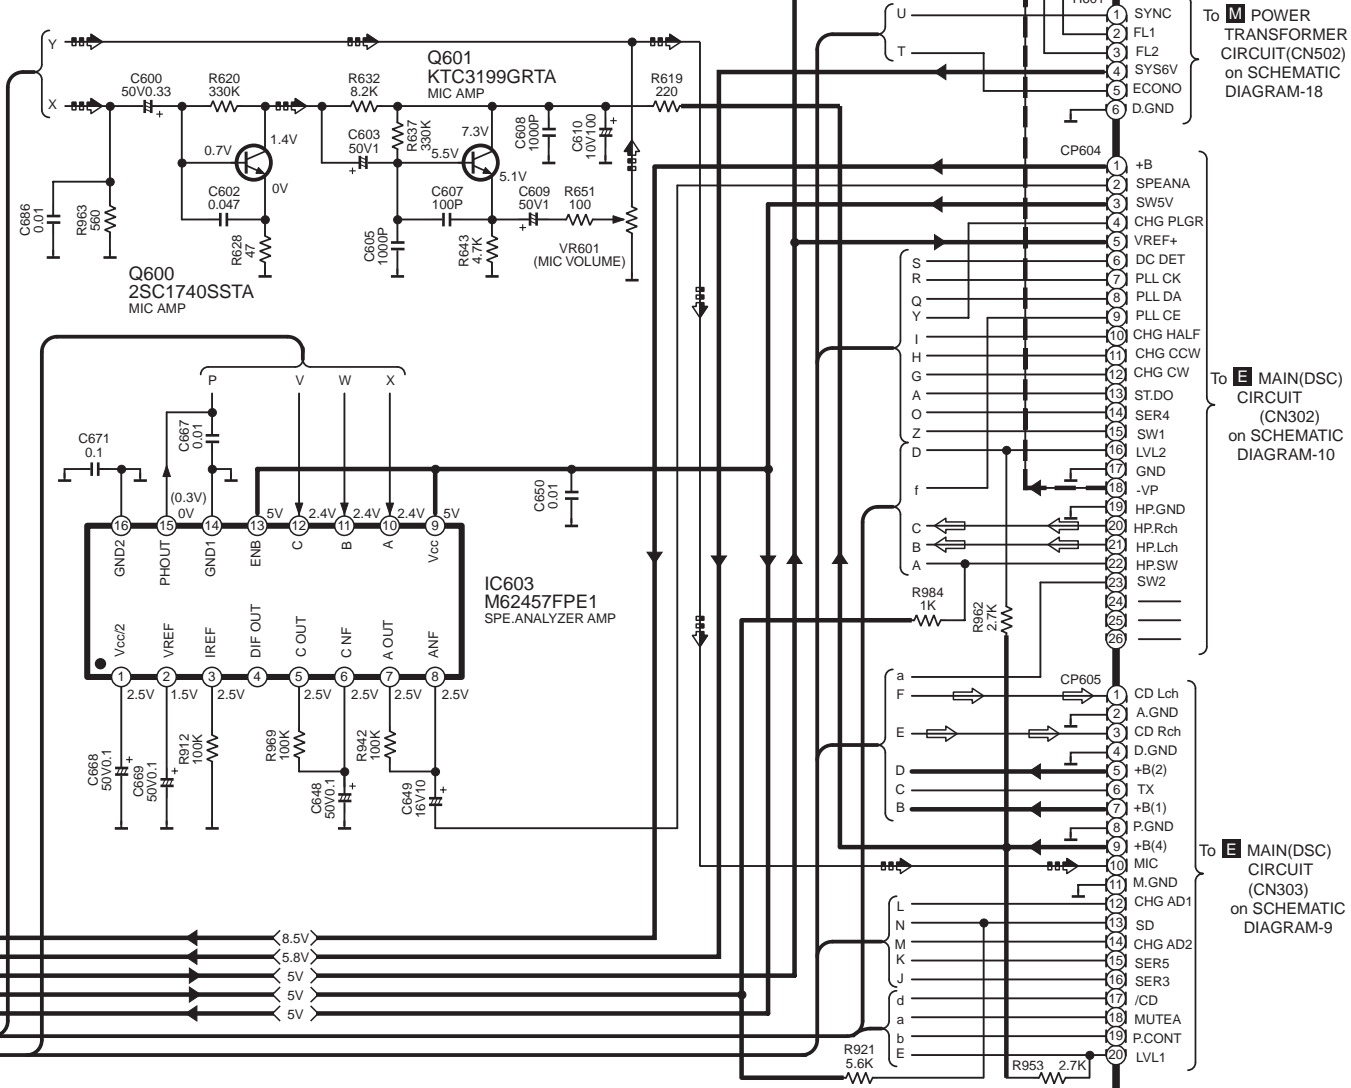 U
T
SYNC
FL1
FL2
SYS6V
ECONO
D.GND
1
2
3
4
5
6
To M POWER
TRANSFORMER
CIRCUIT(CN502)
on SCHEMATIC
DIAGRAM-18
Y
X
C600
50V0.33
+
R620
330K
R632
8.2K
Q601
KTC3199GRTA
MIC AMP
R619
220
C603
50V1
+
R637
330K
C608
1000P
C610
10V100
+
0.7V
1.4V
0V
5.5V
7.3V
5.1V
C602
0.047
C607
100P
C609
50V1
+
R651
100
C686
0.01
R963
560
R628
47
C605
1000P
R643
4.7K
VR601
(MIC VOLUME)
Q600
2SC1740SSTA
MIC AMP
CP604
1 +B
2 SPEANA
3 SW5V
4 CHG PLGR
5 VREF+
6 DC DET
7 PLL CK
8 PLL DA
9 PLL CE
10 CHG HALF
11 CHG CCW
12 CHG CW
13 ST.DO
14 SER4
15 SW1
16 LVL2
17 GND
18 -VP
19 HP.GND
20 HP.Rch
21 HP.Lch
22 HP.SW
23 SW2
24
25
26
S
R
Q
Y
I
H
G
A
O
Z
D
f
C
B
A
To E MAIN(DSC)
CIRCUIT
(CN302)
on SCHEMATIC
DIAGRAM-10
R984
1K
R962
2.7K
P
V
W
X
C671
0.1
C667
0.01
C650
0.01
(0.3V)
0V
5V
2.4V
2.4V
2.4V
5V
16
15
14
13
12
11
10
9
GND2
PHOUT
GND1
ENB
C
B
A
Vcc
IC603
M62457FPE1
SPE.ANALYZER AMP
Vcc/2
VREF
IREF
DIF OUT
C OUT
C NF
A OUT
ANF
1
2
3
4
5
6
7
8
2.5V
1.5V
2.5V
2.5V
2.5V
2.5V
2.5V
C668
50V0.1
+
C669
50V0.1
+
R912
100K
R969
100K
C648
50V0.1
+
R942
100K
C649
16V10
+
CP605
1 CD Lch
2 A.GND
3 CD Rch
4 D.GND
5 +B(2)
6 TX
7 +B(1)
8 P.GND
9 +B(4)
10 MIC
11 M.GND
12 CHG AD1
13 SD
14 CHG AD2
15 SER5
16 SER3
17 /CD
18 MUTEA
19 P.CONT
20 LVL1
a
F
E
D
C
B
L
N
M
K
J
d
a
b
E
To E MAIN(DSC)
CIRCUIT
(CN303)
on SCHEMATIC
DIAGRAM-9
8.5V
5.8V
5V
5V
5V
R921
5.6K
R953 2.7K